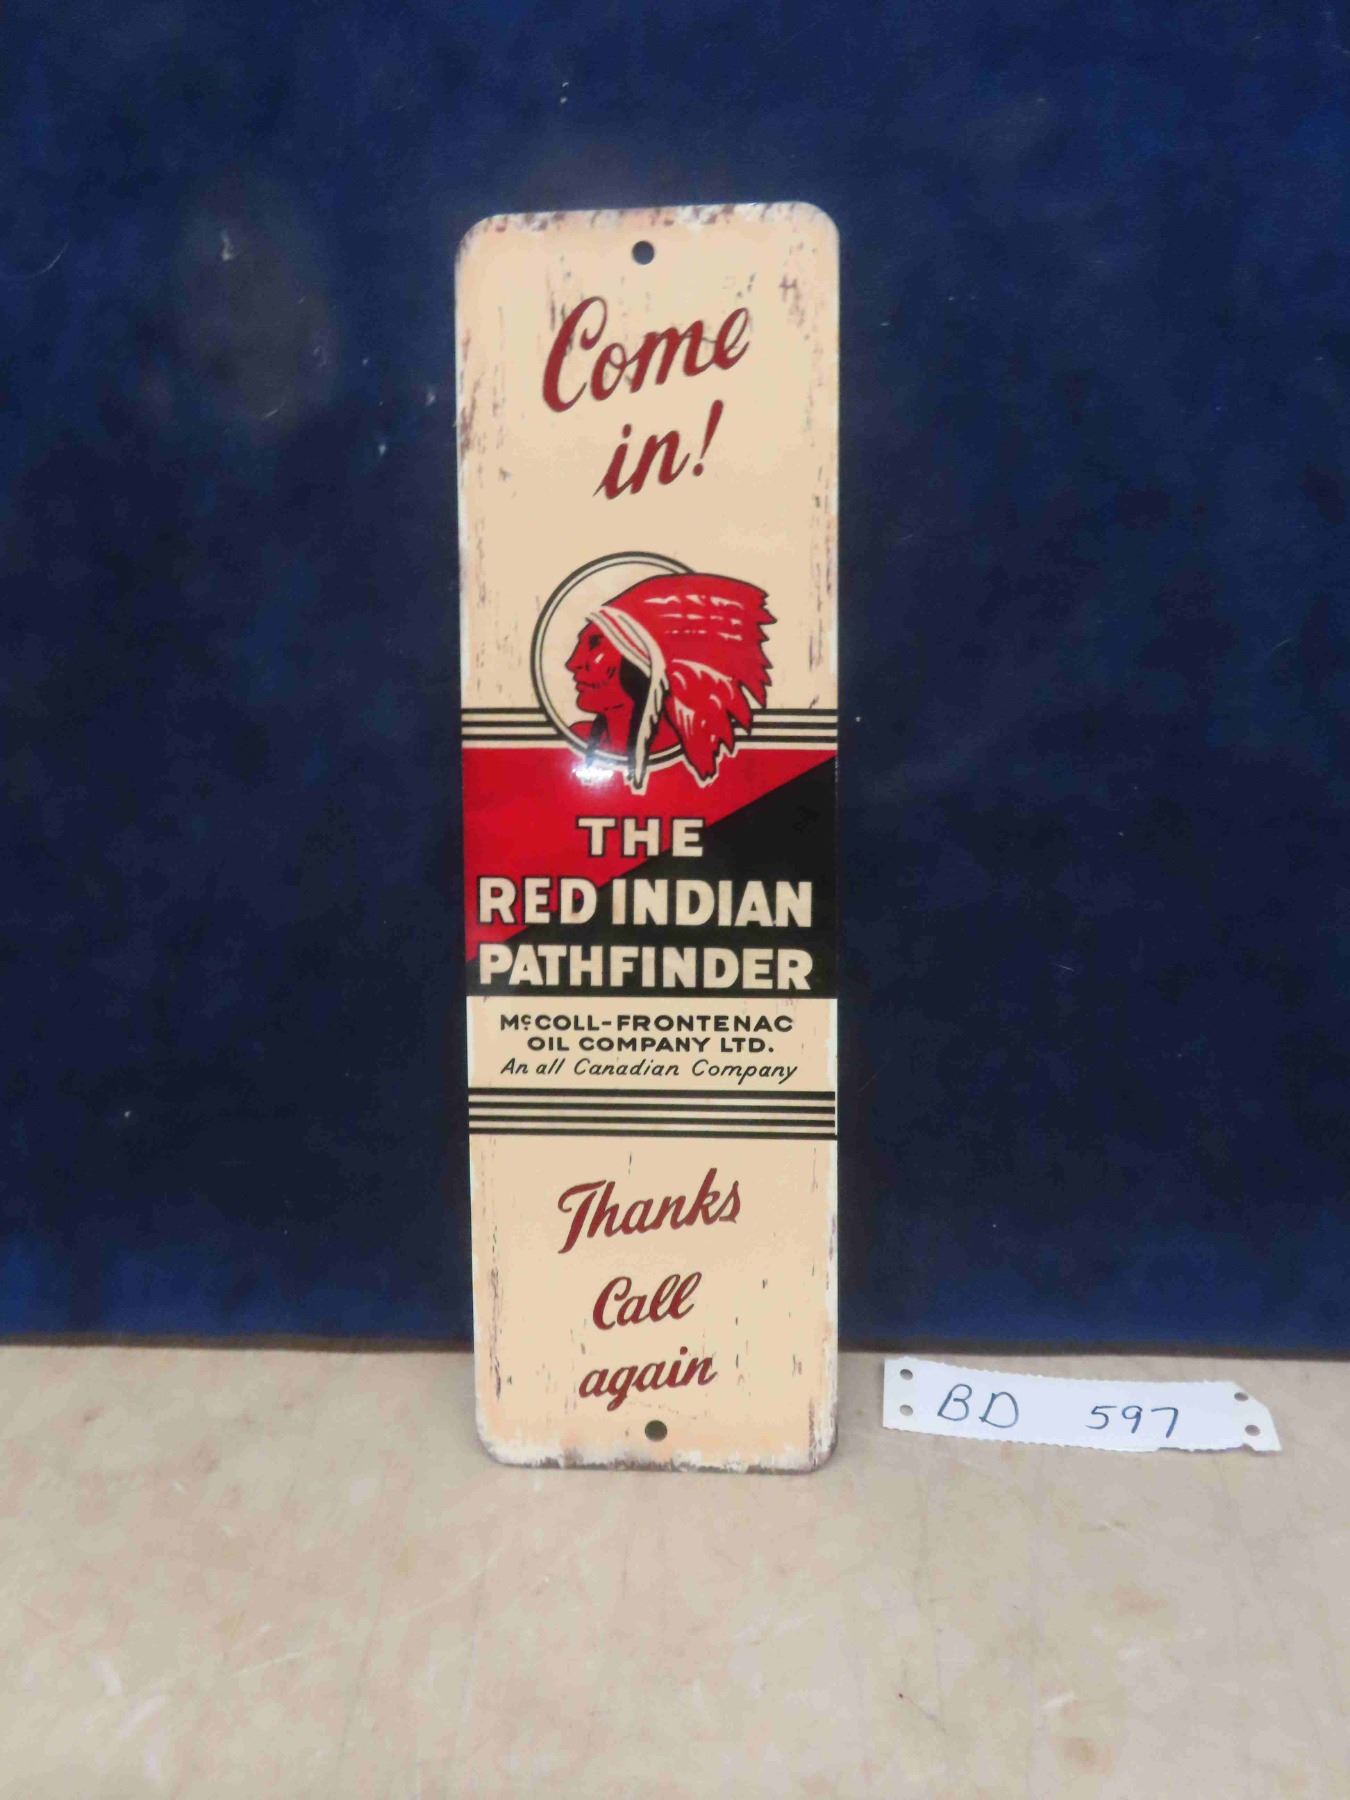 Come
in!
THE
RED INDIAN
PATHFINDER
McCOLL-FRONTENAC
OIL COMPANY LTD.
An all Canadian Company
Thanks
Call
again
BD 597